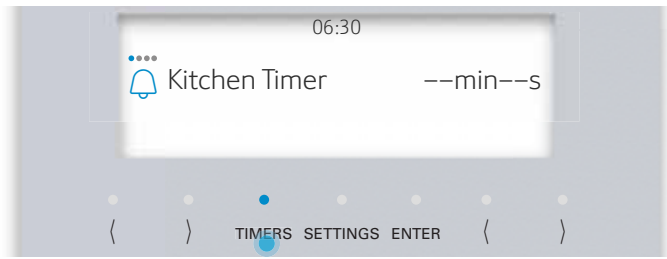 06:30
Kitchen Timer --min--s
⟨ ⟩ TIMERS SETTINGS ENTER ⟨ ⟩